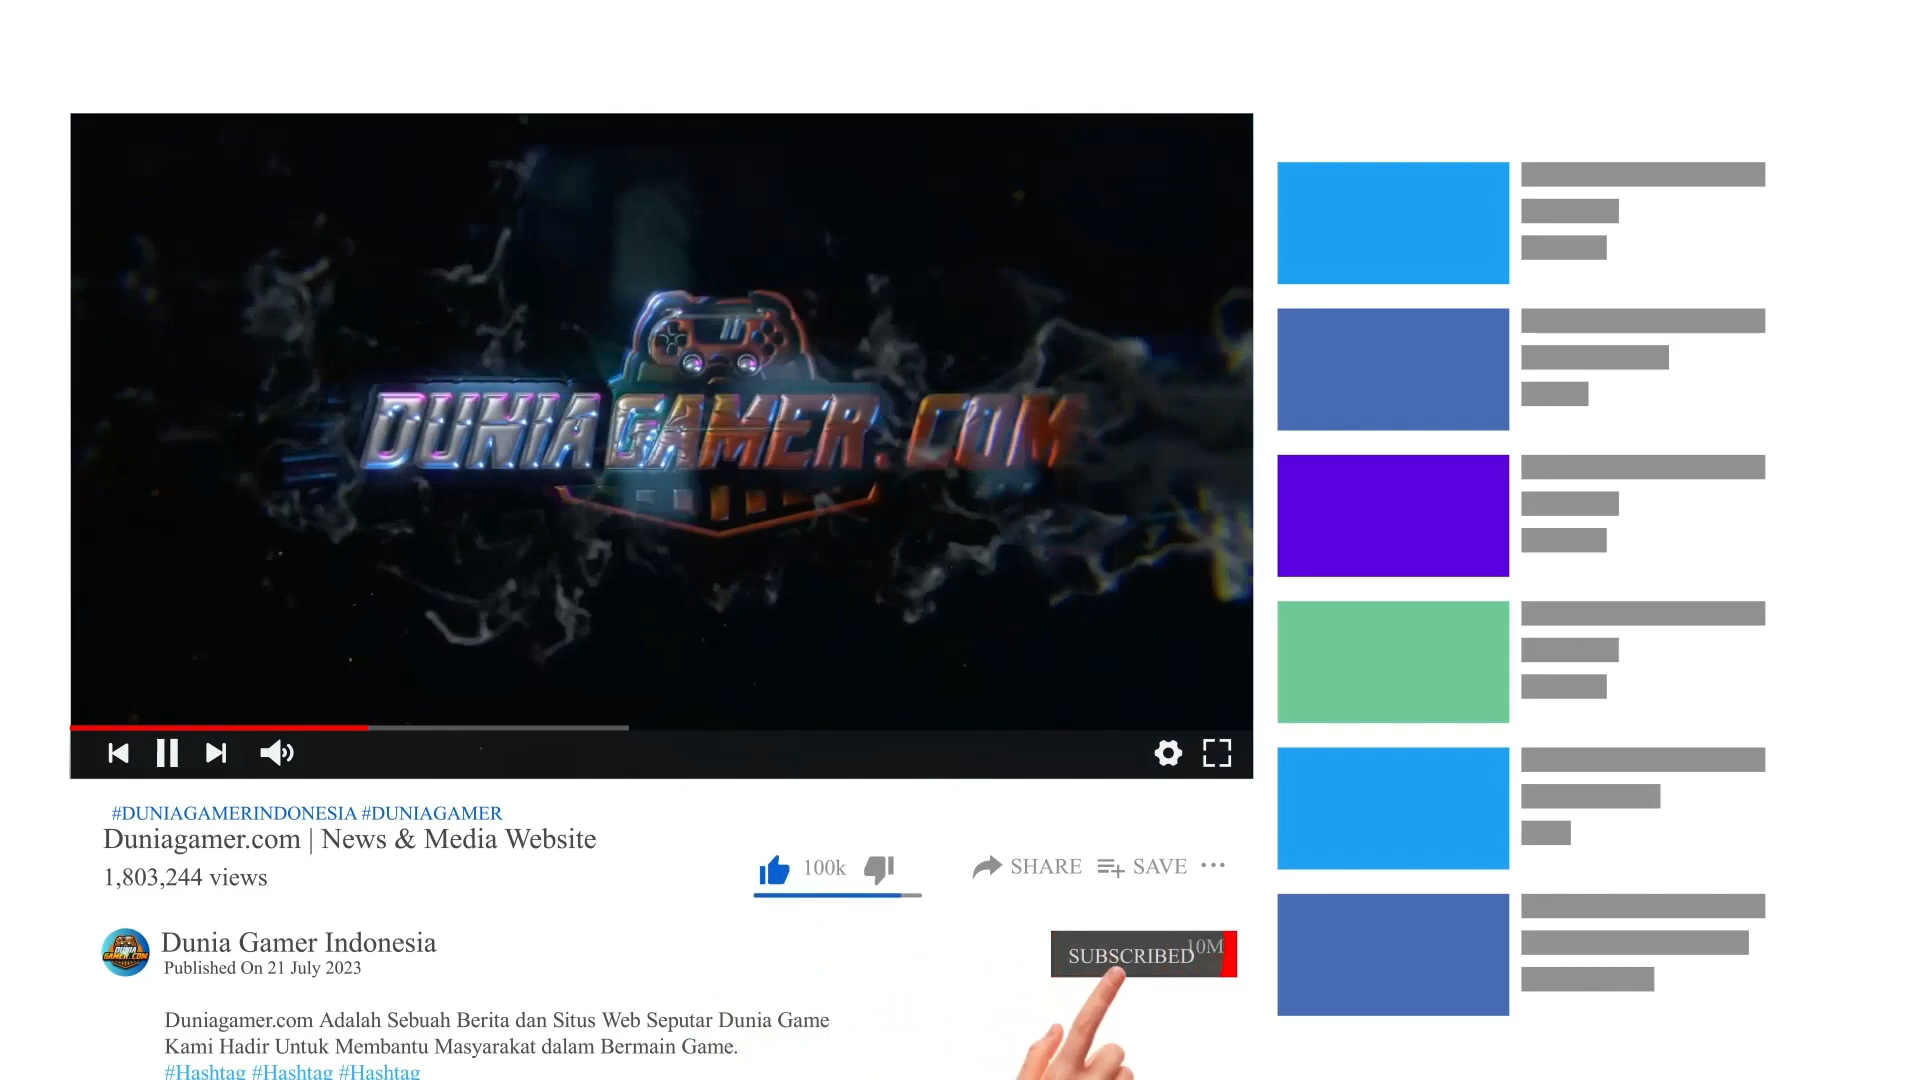 DUNIAGAMER.COM
#DUNIAGAMERINDONESIA #DUNIAGAMER
Duniagamer.com | News & Media Website
1,803,244 views
100k
SHARE
SAVE
Dunia Gamer Indonesia
Published On 21 July 2023
SUBSCRIBED
10M
DUNIA
GAMER.COM
Duniagamer.com Adalah Sebuah Berita dan Situs Web Seputar Dunia Game
Kami Hadir Untuk Membantu Masyarakat dalam Bermain Game.
#Hashtag #Hashtag #Hashtag